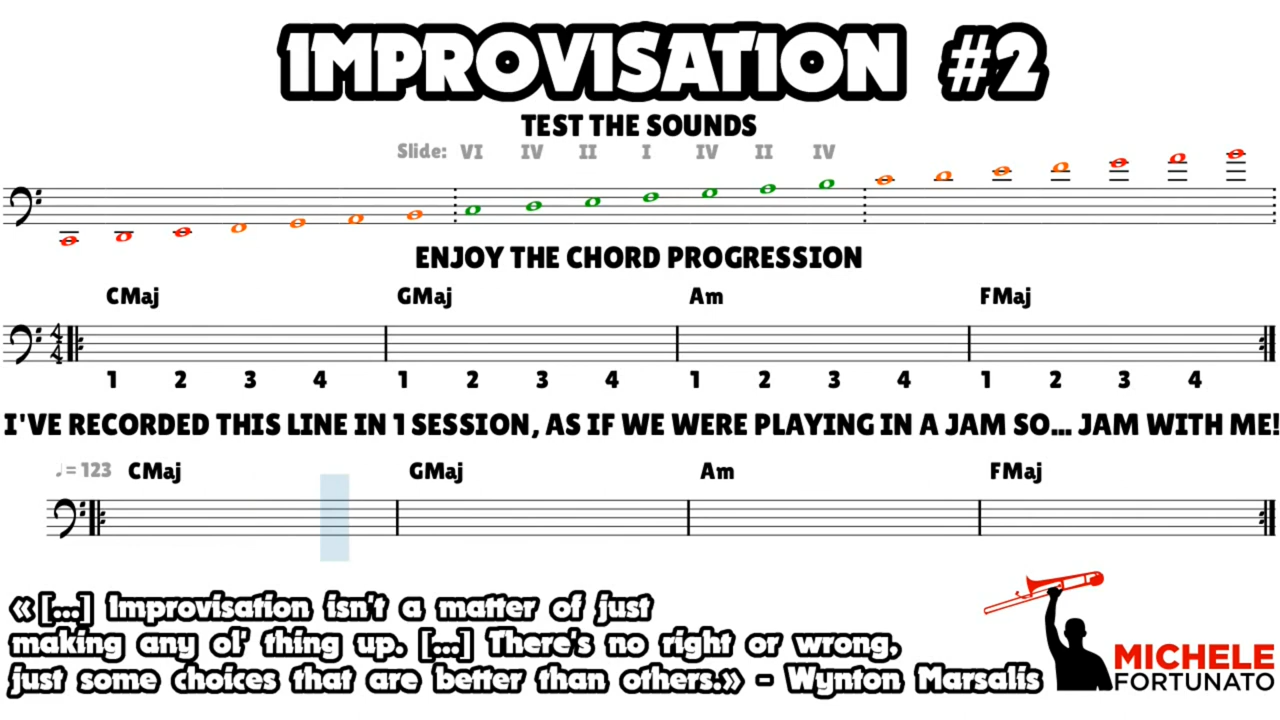 IMPROVISATION #2
TEST THE SOUNDS
Slide: VI IV II I IV II IV
ENJOY THE CHORD PROGRESSION
CMaj GMaj Am FMaj
4
4
1 2 3 4 1 2 3 4 1 2 3 4 1 2 3 4
I'VE RECORDED THIS LINE IN 1 SESSION, AS IF WE WERE PLAYING IN A JAM SO... JAM WITH ME!
♩= 123 CMaj GMaj Am FMaj
«[...] Improvisation isn't a matter of just
making any ol' thing up. [...] There's no right or wrong,
just some choices that are better than others.» - Wynton Marsalis
MICHELE
FORTUNATO